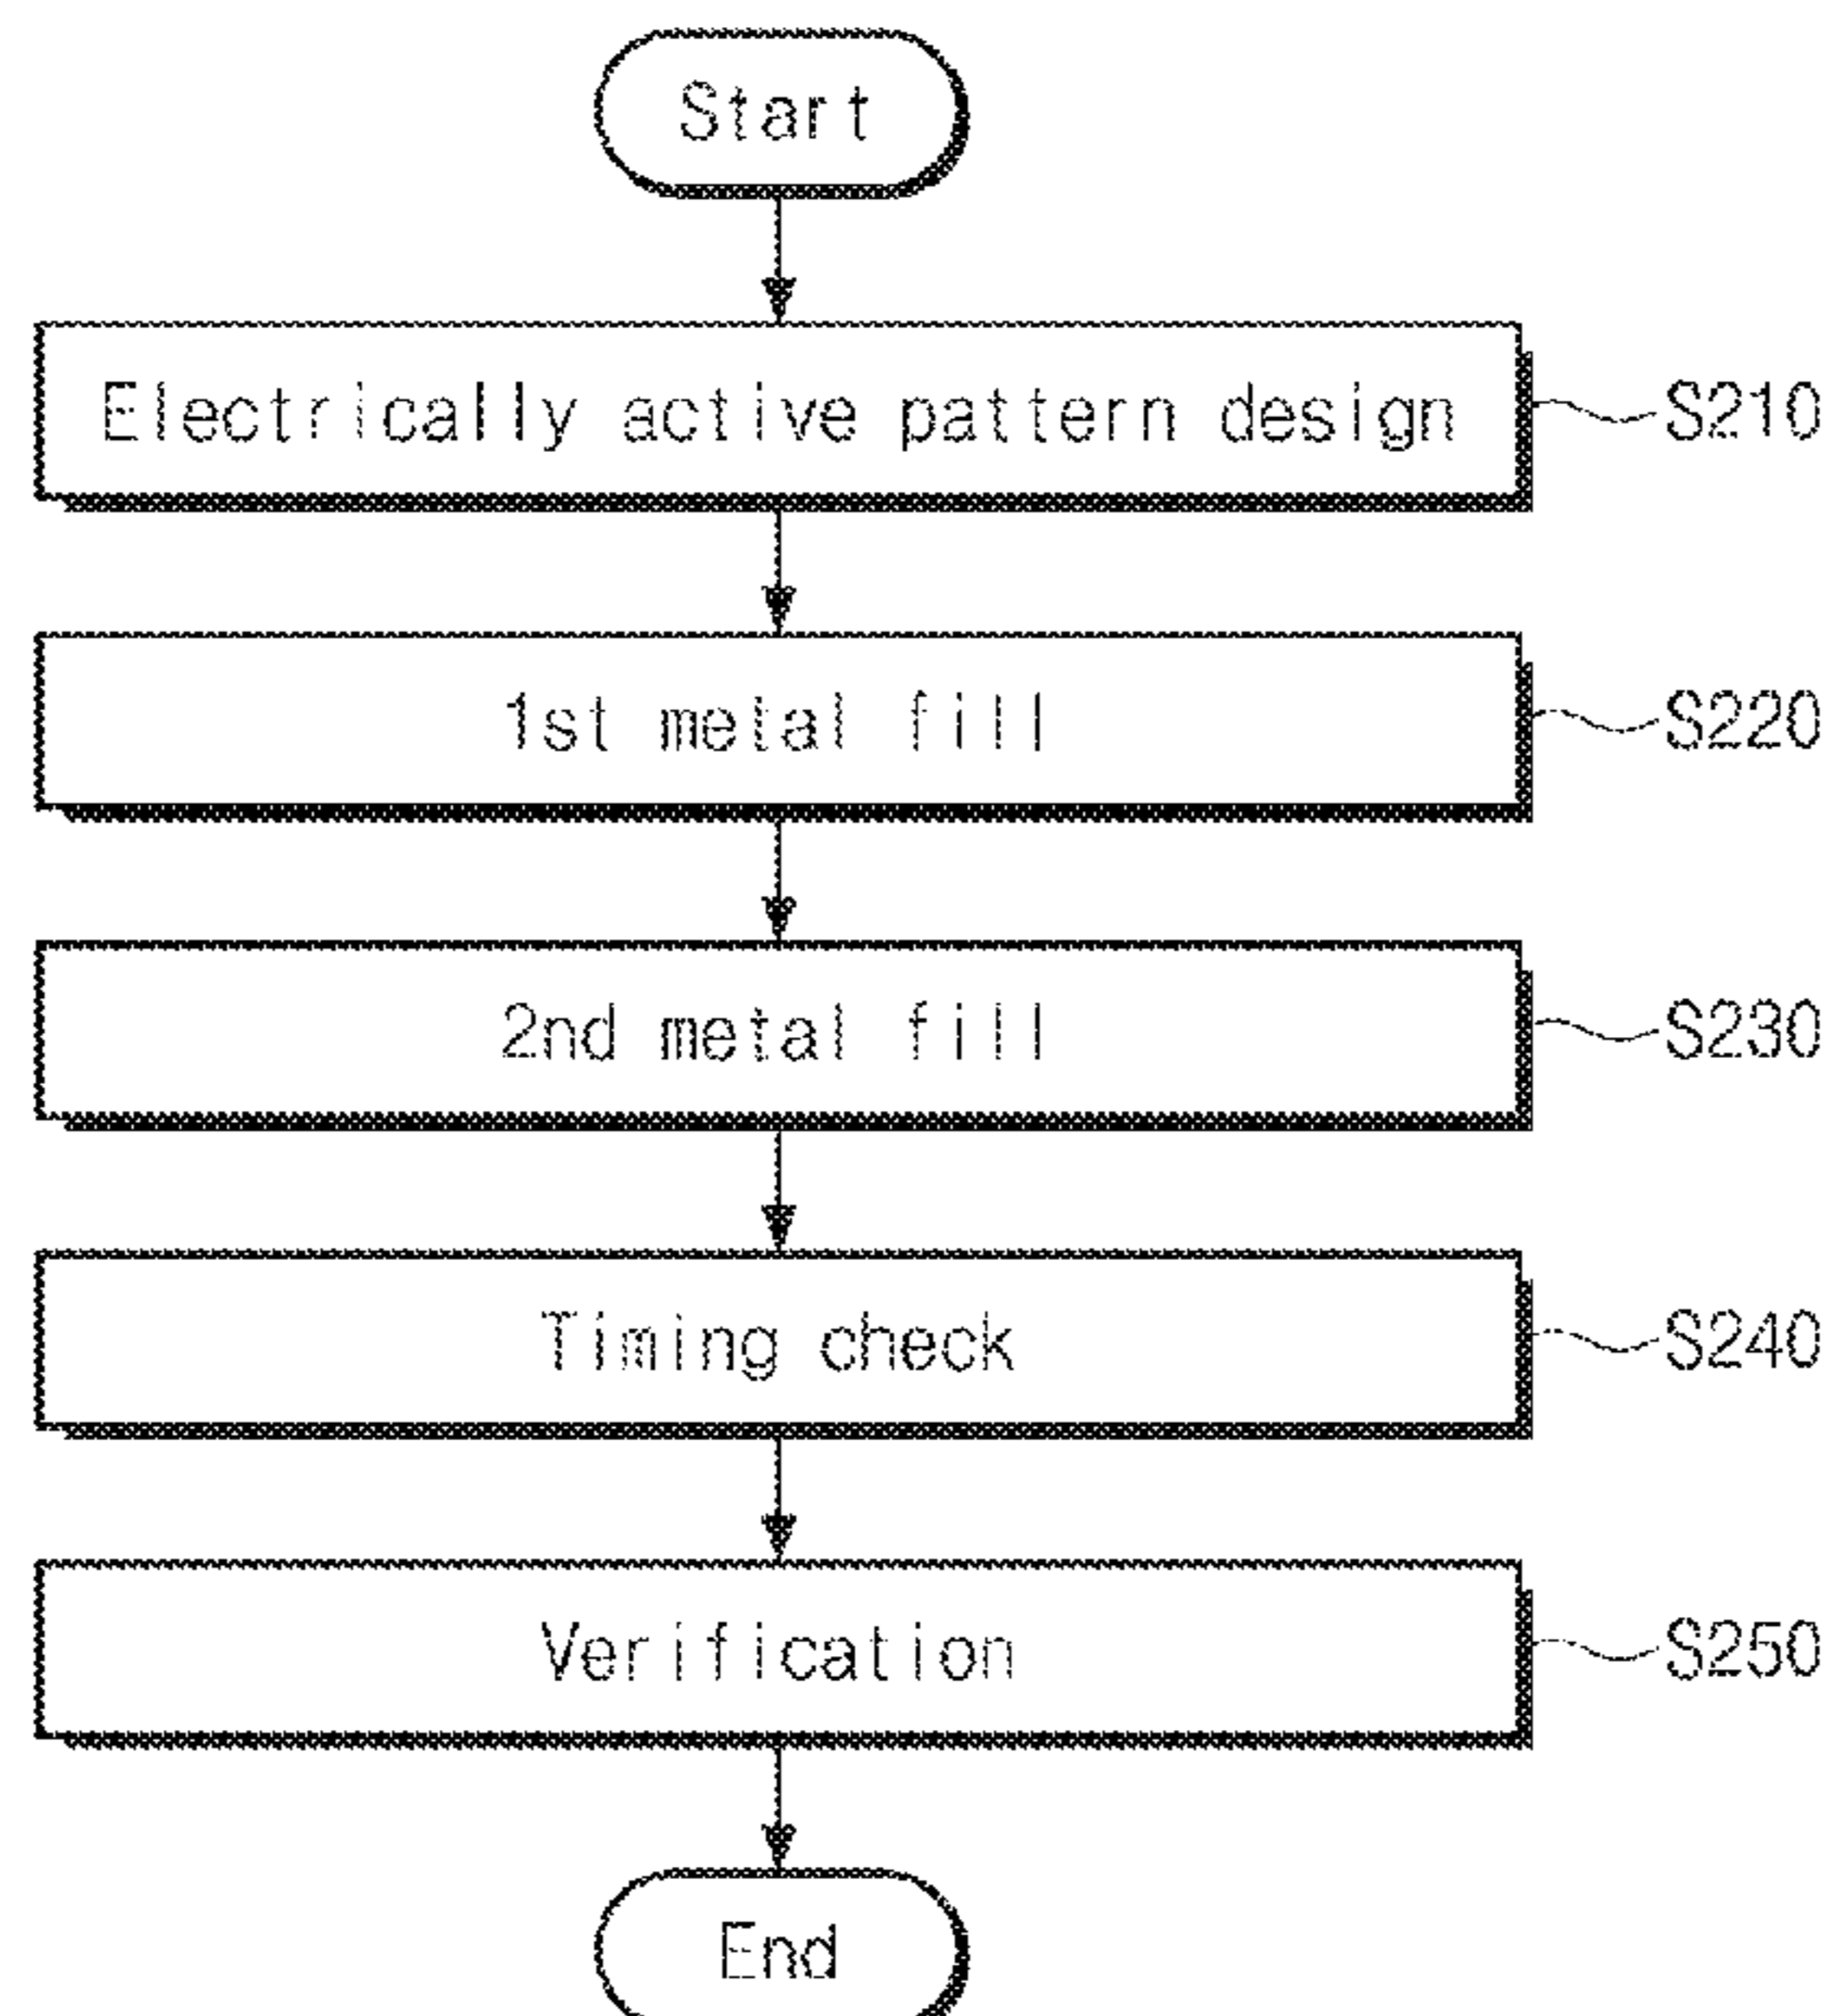 Start
Electrically active pattern design S210
1st metal fill S220
2nd metal fill S230
Timing check S240
Verification S250
End